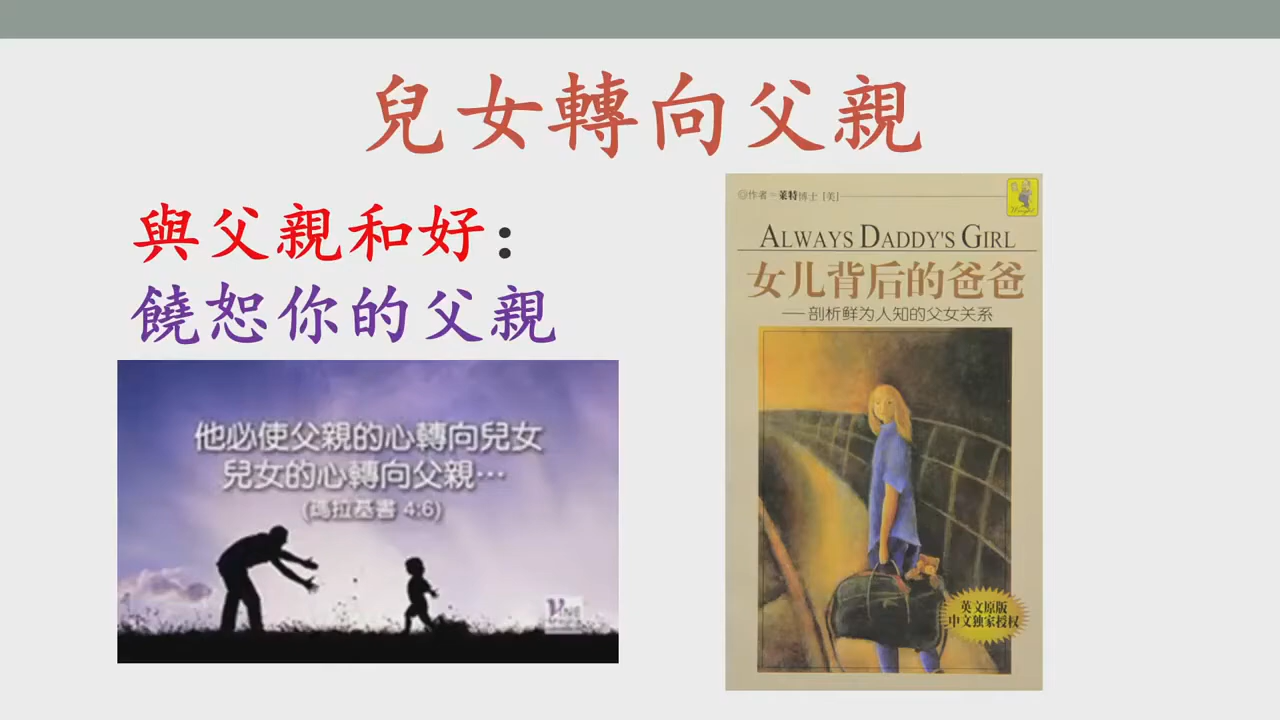 兒女轉向父親
與父親和好：
饒恕你的父親
他必使父親的心轉向兒女
兒女的心轉向父親…
(瑪拉基書 4:6)
◎作者－萊特博士 [美]
ALWAYS DADDY'S GIRL
女儿背后的爸爸
——剖析鲜为人知的父女关系
英文原版
中文独家授权